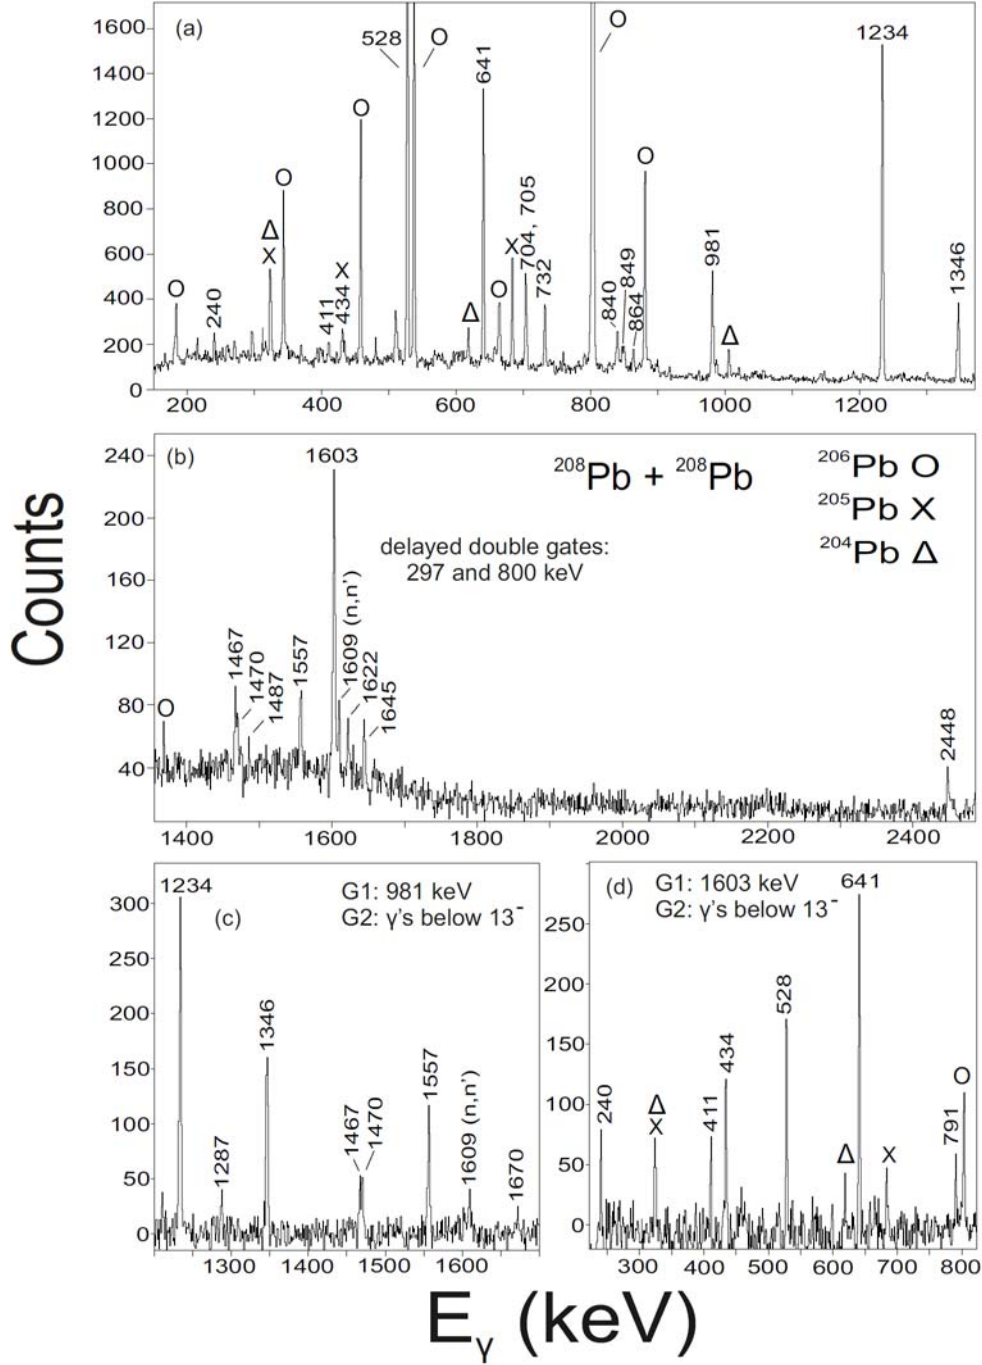 (a)
1600
1400
1200
1000
800
600
400
200
0
O
240
Δ
X
O
411
434 X
O
528
O
Δ
641
O
X
704, 705
732
O
840
849
864
O
981
Δ
1234
1346
200 400 600 800 1000 1200
(b)
240
200
160
120
80
40
1603
208Pb + 208Pb
206Pb O
205Pb X
204Pb Δ
delayed double gates:
297 and 800 keV
O
1467
1470
1487
1557
1609 (n,n')
1622
1645
2448
1400 1600 1800 2000 2200 2400
Counts
(c)
G1: 981 keV
G2: γ's below 13-
300
250
200
150
100
50
0
1234
1287
1346
1467
1470
1557
1609 (n,n')
1670
1300 1400 1500 1600
(d)
G1: 1603 keV
G2: γ's below 13-
250
200
150
100
50
0
240
Δ
X
411
434
528
Δ
641
X
791
O
300 400 500 600 700 800
Eγ (keV)